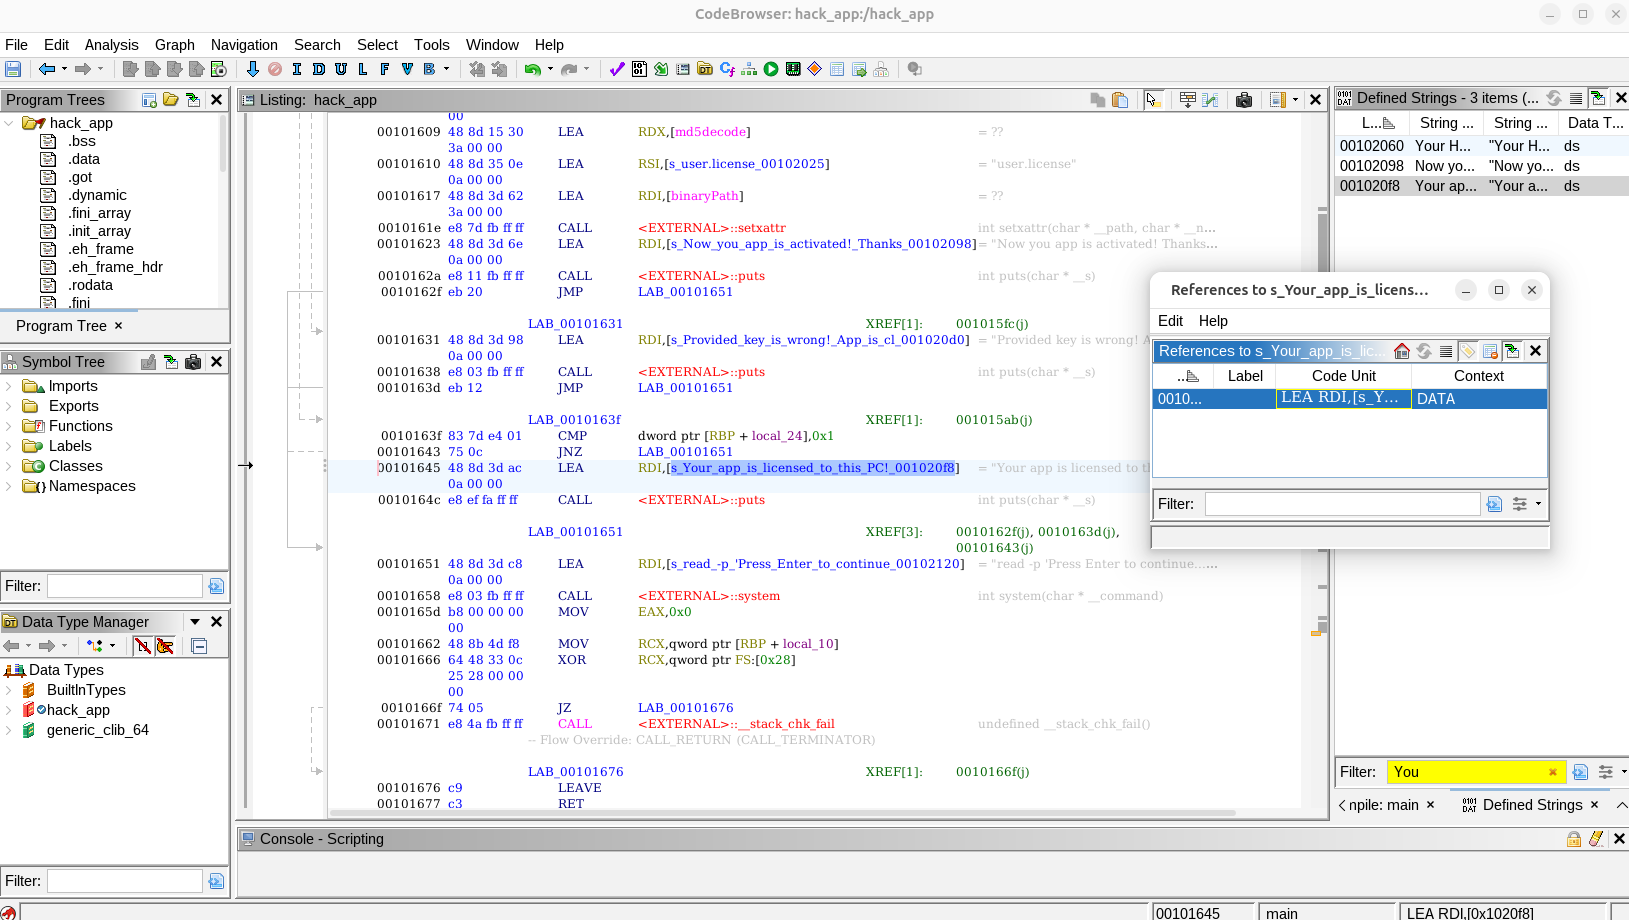 CodeBrowser: hack_app:/hack_app
File Edit Analysis Graph Navigation Search Select Tools Window Help
I D U L F V B
Program Trees
hack_app
.bss
.data
.got
.dynamic
.fini_array
.init_array
.eh_frame
.eh_frame_hdr
.rodata
.fini
Program Tree ×
Symbol Tree
Imports
Exports
Functions
Labels
Classes
Namespaces
Filter:
Data Type Manager
Data Types
BuiltInTypes
hack_app
generic_clib_64
Filter:
Listing: hack_app
00
00101609 48 8d 15 30 LEA RDX,[md5decode] = ??
3a 00 00
00101610 48 8d 35 0e LEA RSI,[s_user.license_00102025] = "user.license"
0a 00 00
00101617 48 8d 3d 62 LEA RDI,[binaryPath] = ??
3a 00 00
0010161e e8 7d fb ff ff CALL <EXTERNAL>::setxattr int setxattr(char * __path, char * __n...
00101623 48 8d 3d 6e LEA RDI,[s_Now_you_app_is_activated!_Thanks_00102098] = "Now you app is activated! Thanks...
0a 00 00
0010162a e8 11 fb ff ff CALL <EXTERNAL>::puts int puts(char * __s)
0010162f eb 20 JMP LAB_00101651
LAB_00101631 XREF[1]: 001015fc(j)
00101631 48 8d 3d 98 LEA RDI,[s_Provided_key_is_wrong!_App_is_cl_001020d0] = "Provided key is wrong! A
0a 00 00
00101638 e8 03 fb ff ff CALL <EXTERNAL>::puts int puts(char * __s)
0010163d eb 12 JMP LAB_00101651
LAB_0010163f XREF[1]: 001015ab(j)
0010163f 83 7d e4 01 CMP dword ptr [RBP + local_24],0x1
00101643 75 0c JNZ LAB_00101651
00101645 48 8d 3d ac LEA RDI,[s_Your_app_is_licensed_to_this_PC!_001020f8] = "Your app is licensed to th
0a 00 00
0010164c e8 ef fa ff ff CALL <EXTERNAL>::puts int puts(char * __s)
LAB_00101651 XREF[3]: 0010162f(j), 0010163d(j),
00101643(j)
00101651 48 8d 3d c8 LEA RDI,[s_read_-p_'Press_Enter_to_continue_00102120] = "read -p 'Press Enter to continue......
0a 00 00
00101658 e8 03 fb ff ff CALL <EXTERNAL>::system int system(char * __command)
0010165d b8 00 00 00 MOV EAX,0x0
00
00101662 48 8b 4d f8 MOV RCX,qword ptr [RBP + local_10]
00101666 64 48 33 0c XOR RCX,qword ptr FS:[0x28]
25 28 00 00
00
0010166f 74 05 JZ LAB_00101676
00101671 e8 4a fb ff ff CALL <EXTERNAL>::__stack_chk_fail undefined __stack_chk_fail()
-- Flow Override: CALL_RETURN (CALL_TERMINATOR)
LAB_00101676 XREF[1]: 0010166f(j)
00101676 c9 LEAVE
00101677 c3 RET
Defined Strings - 3 items (...
L... String ... String ... Data T...
00102060 Your H... "Your H... ds
00102098 Now yo... "Now yo... ds
001020f8 Your ap... "Your a... ds
Filter: You
npile: main × Defined Strings ×
References to s_Your_app_is_licens...
Edit Help
References to s_Your_app_is_lic...
.. Label Code Unit Context
0010... LEA RDI,[s_Y... DATA
Filter:
Console - Scripting
00101645 main LEA RDI,[0x1020f8]